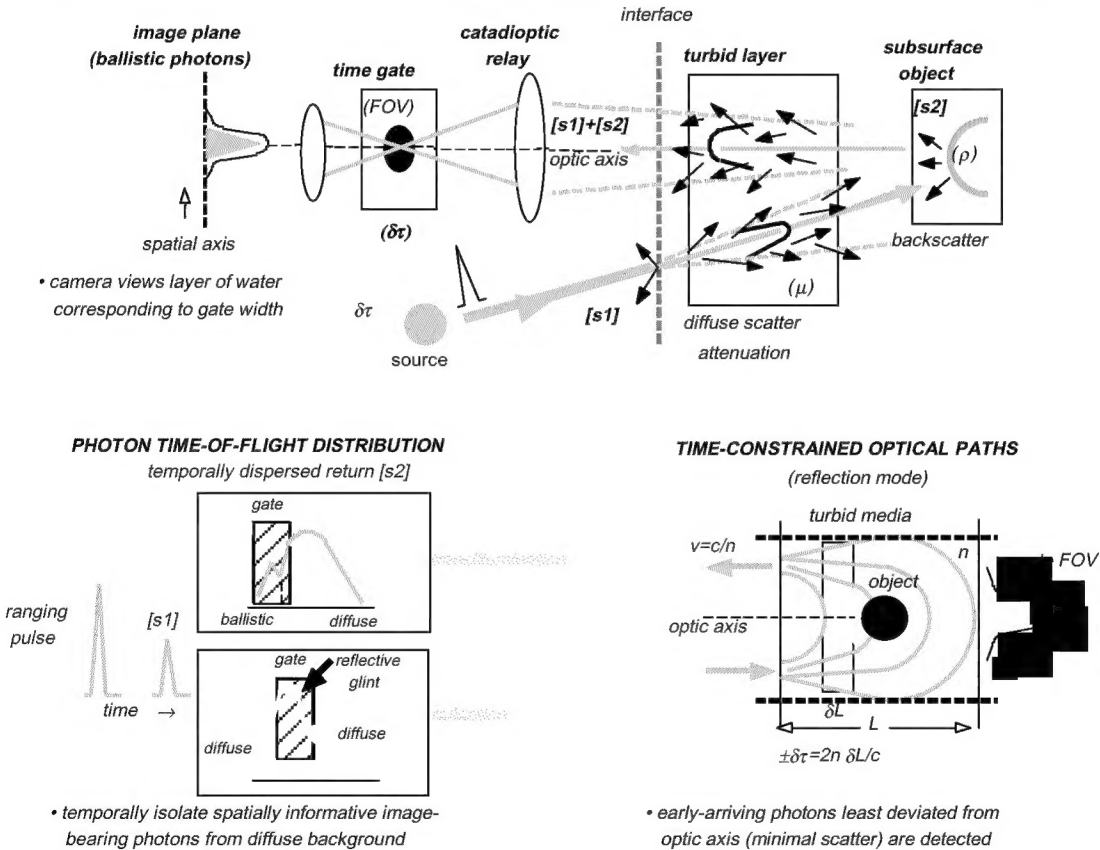 interface
image plane
(ballistic photons)
catadioptic
relay
turbid layer
subsurface
object
time gate
(FOV)
[s1]+[s2]
optic axis
[s2]
(ρ)
(δτ)
spatial axis
backscatter
• camera views layer of water
corresponding to gate width
δτ
source
[s1]
(μ)
diffuse scatter
attenuation
PHOTON TIME-OF-FLIGHT DISTRIBUTION
temporally dispersed return [s2]
gate
ballistic
diffuse
ranging
pulse
[s1]
time →
gate
reflective
glint
diffuse
diffuse
• temporally isolate spatially informative image-
bearing photons from diffuse background
TIME-CONSTRAINED OPTICAL PATHS
(reflection mode)
turbid media
v=c/n
n
FOV
object
optic axis
δL
L
±δτ=2n δL/c
• early-arriving photons least deviated from
optic axis (minimal scatter) are detected